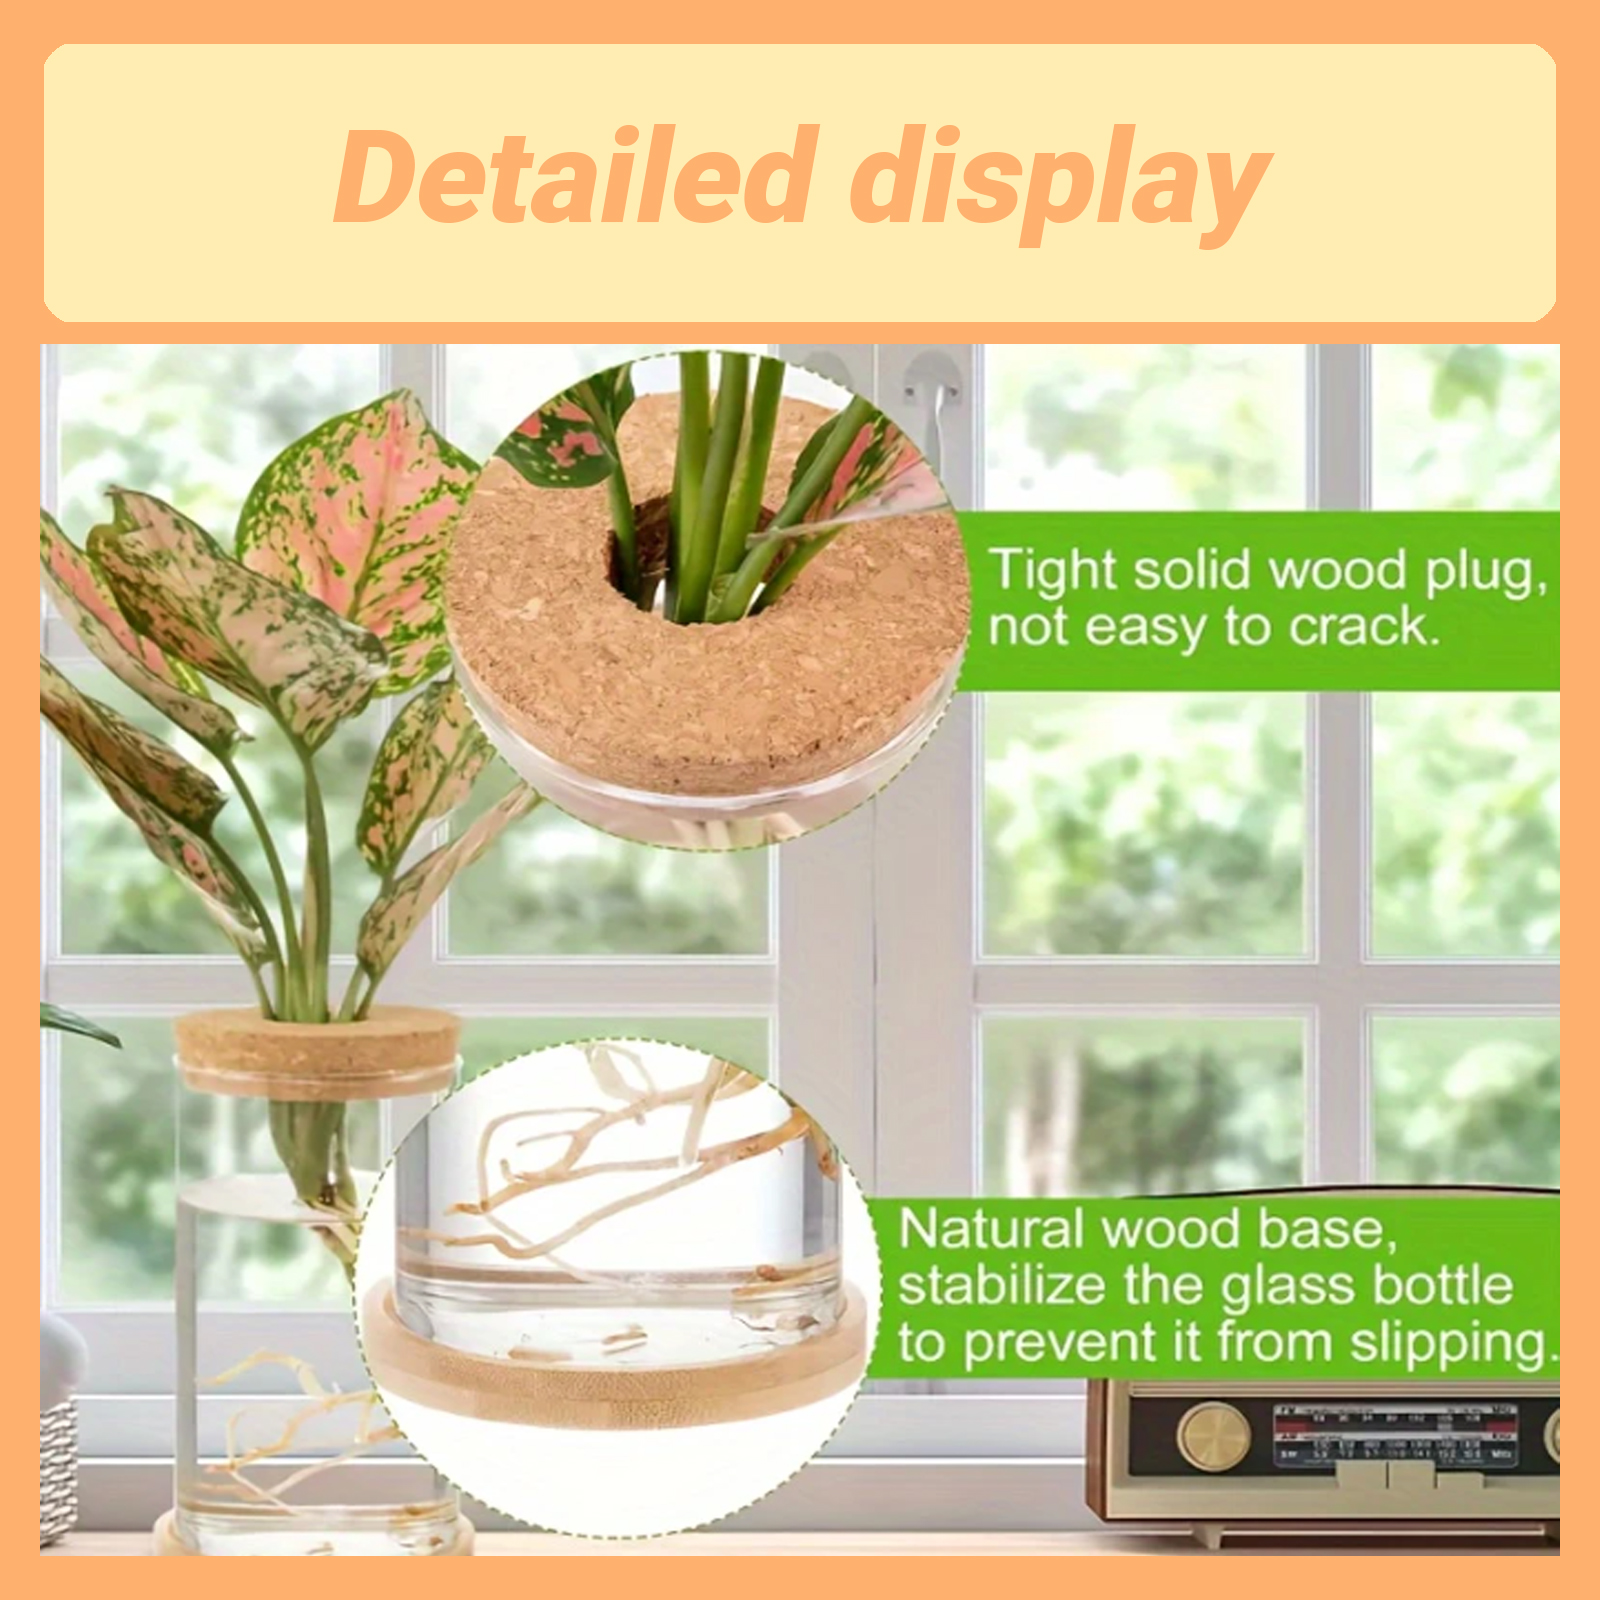 Detailed display
Tight solid wood plug,
not easy to crack.
Natural wood base,
stabilize the glass bottle
to prevent it from slipping.